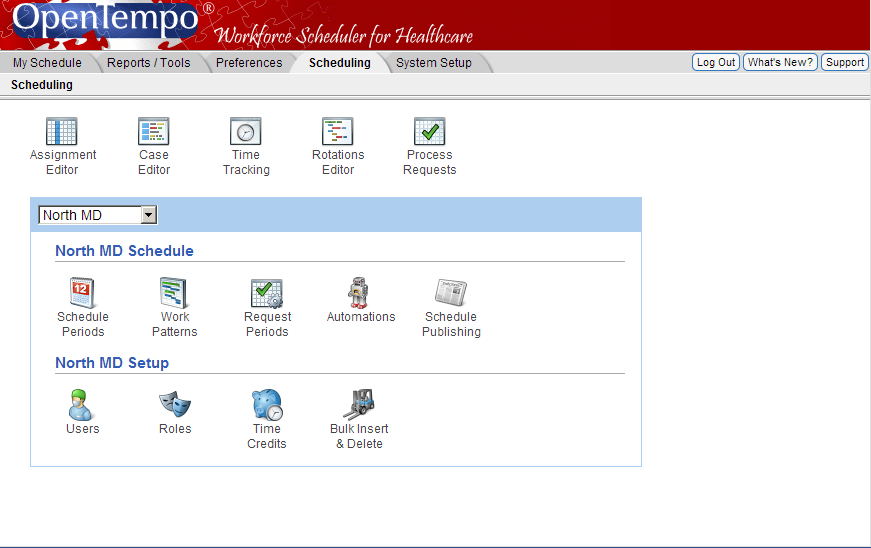 OpenTempo®
Workforce Scheduler for Healthcare
My Schedule Reports / Tools Preferences Scheduling System Setup Log Out What's New? Support
Scheduling
Assignment Editor
Case Editor
Time Tracking
Rotations Editor
Process Requests
North MD
North MD Schedule
12
Schedule Periods
Work Patterns
Request Periods
Automations
Schedule Publishing
North MD Setup
Users
Roles
Time Credits
Bulk Insert & Delete